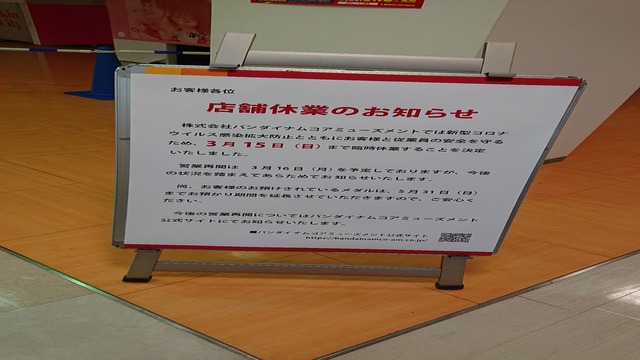 お客様各位
店舗休業のお知らせ
株式会社バンダイナムコアミューズメントでは新型コロナ
ウイルス感染拡大防止とともにお客様と従業員の安全を守る
ため、3月15日（日）まで臨時休業することを決定
いたしました。
営業再開は 3月16日（月）を予定しておりますが、今後
の状況を踏まえてあらためてお知らせいたします。
尚、お客様のお預けされているメダルは、5月31日（日）
までお預かり期間を延長させていただきますので、ご安心く
ださい。
今後の営業再開についてはバンダイナムコアミューズメント
公式サイトにてお知らせいたします。
■バンダイナムコアミューズメント公式サイト
https://bandainamco-am.co.jp/